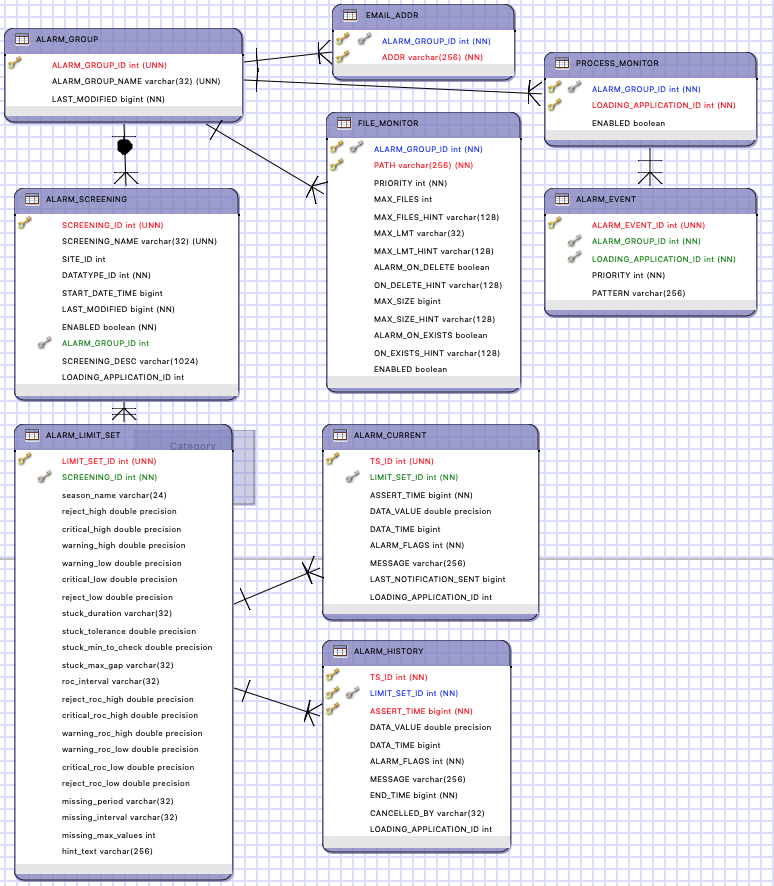 ALARM_GROUP
ALARM_GROUP_ID int (UNN)
ALARM_GROUP_NAME varchar(32) (UNN)
LAST_MODIFIED bigint (NN)
EMAIL_ADDR
ALARM_GROUP_ID int (NN)
ADDR varchar(256) (NN)
PROCESS_MONITOR
ALARM_GROUP_ID int (NN)
LOADING_APPLICATION_ID int (NN)
ENABLED boolean
FILE_MONITOR
ALARM_GROUP_ID int (NN)
PATH varchar(256) (NN)
PRIORITY int (NN)
MAX_FILES int
MAX_FILES_HINT varchar(128)
MAX_LMT varchar(32)
MAX_LMT_HINT varchar(128)
ALARM_ON_DELETE boolean
ON_DELETE_HINT varchar(128)
MAX_SIZE bigint
MAX_SIZE_HINT varchar(128)
ALARM_ON_EXISTS boolean
ON_EXISTS_HINT varchar(128)
ENABLED boolean
ALARM_SCREENING
SCREENING_ID int (UNN)
SCREENING_NAME varchar(32) (UNN)
SITE_ID int
DATATYPE_ID int (NN)
START_DATE_TIME bigint
LAST_MODIFIED bigint (NN)
ENABLED boolean (NN)
ALARM_GROUP_ID int
SCREENING_DESC varchar(1024)
LOADING_APPLICATION_ID int
ALARM_EVENT
ALARM_EVENT_ID int (UNN)
ALARM_GROUP_ID int (NN)
LOADING_APPLICATION_ID int (NN)
PRIORITY int (NN)
PATTERN varchar(256)
ALARM_LIMIT_SET
Category
LIMIT_SET_ID int (UNN)
SCREENING_ID int (NN)
season_name varchar(24)
reject_high double precision
critical_high double precision
warning_high double precision
warning_low double precision
critical_low double precision
reject_low double precision
stuck_duration varchar(32)
stuck_tolerance double precision
stuck_min_to_check double precision
stuck_max_gap varchar(32)
roc_interval varchar(32)
reject_roc_high double precision
critical_roc_high double precision
warning_roc_high double precision
warning_roc_low double precision
critical_roc_low double precision
reject_roc_low double precision
missing_period varchar(32)
missing_interval varchar(32)
missing_max_values int
hint_text varchar(256)
ALARM_CURRENT
TS_ID int (UNN)
LIMIT_SET_ID int (NN)
ASSERT_TIME bigint (NN)
DATA_VALUE double precision
DATA_TIME bigint
ALARM_FLAGS int (NN)
MESSAGE varchar(256)
LAST_NOTIFICATION_SENT bigint
LOADING_APPLICATION_ID int
ALARM_HISTORY
TS_ID int (NN)
LIMIT_SET_ID int (NN)
ASSERT_TIME bigint (NN)
DATA_VALUE double precision
DATA_TIME bigint
ALARM_FLAGS int (NN)
MESSAGE varchar(256)
END_TIME bigint (NN)
CANCELLED_BY varchar(32)
LOADING_APPLICATION_ID int